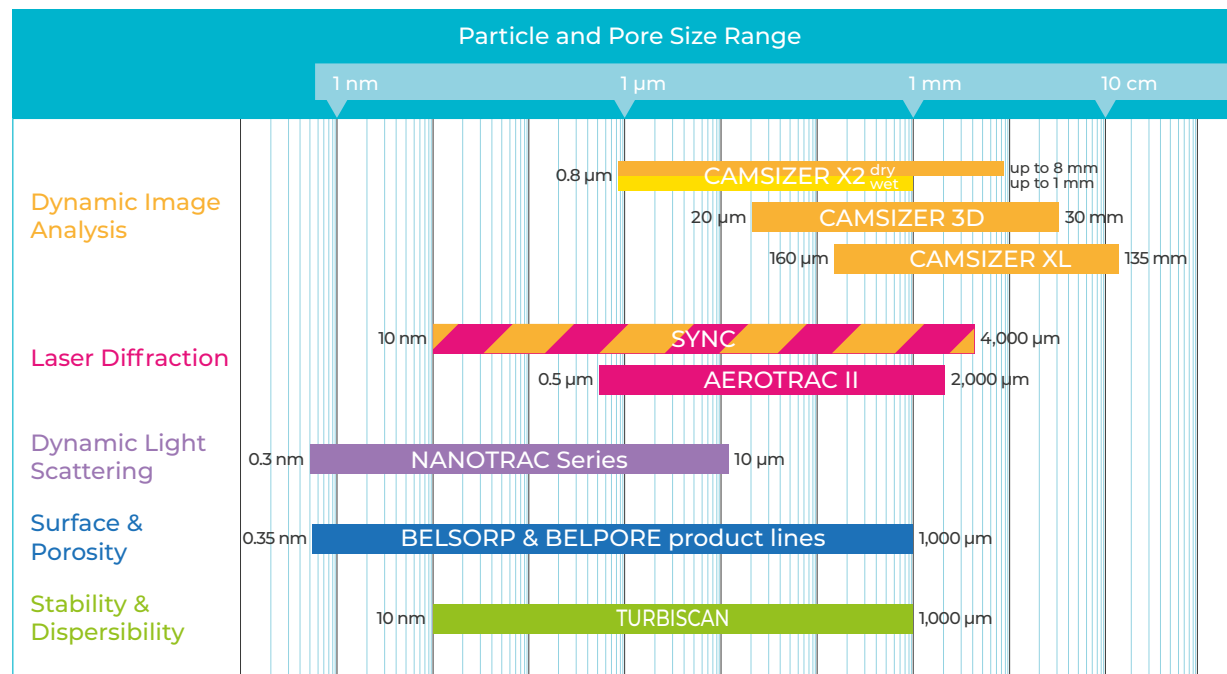 Particle and Pore Size Range
1 nm
1 µm
1 mm
10 cm
Dynamic Image
Analysis
0.8 µm
CAMSIZER X2 dry
wet
up to 8 mm
up to 1 mm
20 µm
CAMSIZER 3D
30 mm
160 µm
CAMSIZER XL
135 mm
Laser Diffraction
10 nm
SYNC
4,000 µm
0.5 µm
AEROTRAC II
2,000 µm
Dynamic Light
Scattering
0.3 nm
NANOTRAC Series
10 µm
Surface &
Porosity
0.35 nm
BELSORP & BELPORE product lines
1,000 µm
Stability &
Dispersibility
10 nm
TURBISCAN
1,000 µm